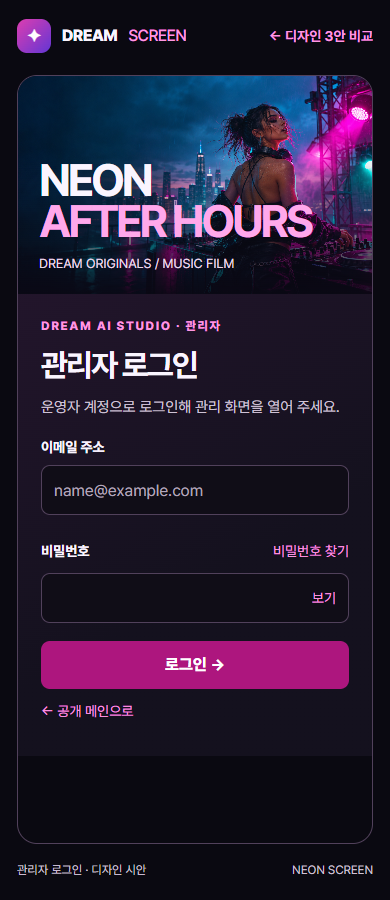 DREAM SCREEN
← 디자인 3안 비교
NEON
AFTER HOURS
DREAM ORIGINALS / MUSIC FILM
DREAM AI STUDIO · 관리자
관리자 로그인
운영자 계정으로 로그인해 관리 화면을 열어 주세요.
이메일 주소
name@example.com
비밀번호
비밀번호 찾기
보기
로그인 →
← 공개 메인으로
관리자 로그인 · 디자인 시안
NEON SCREEN